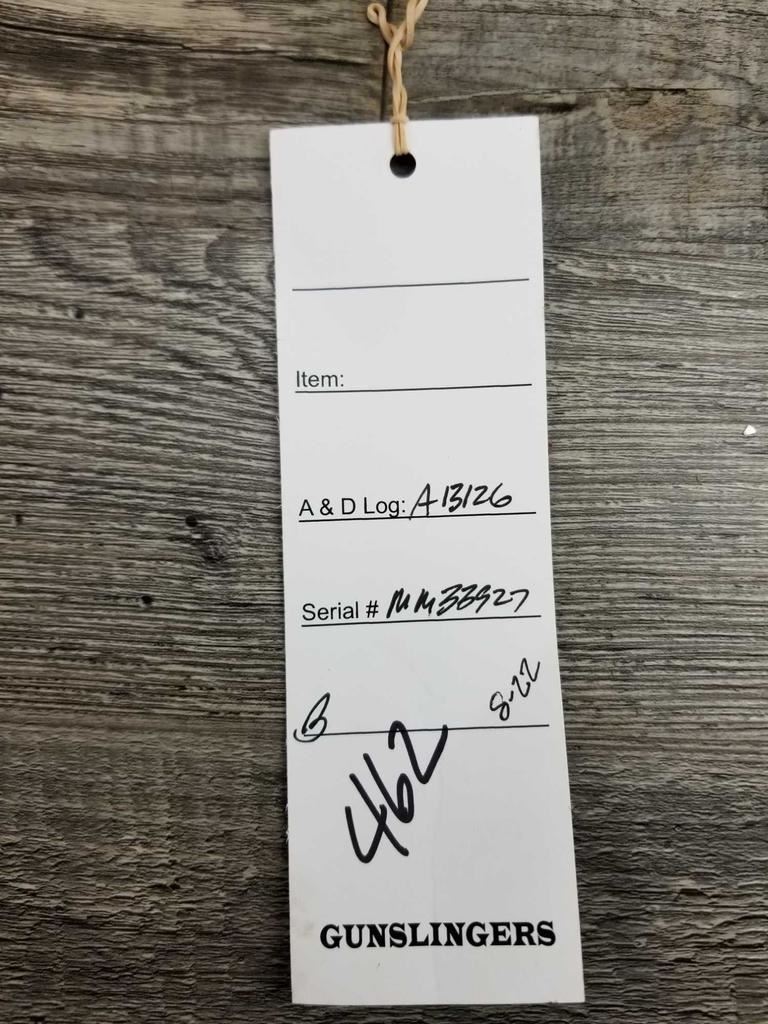 Item:
A & D Log: A13126
Serial # MM33927
B 8-22
462
GUNSLINGERS